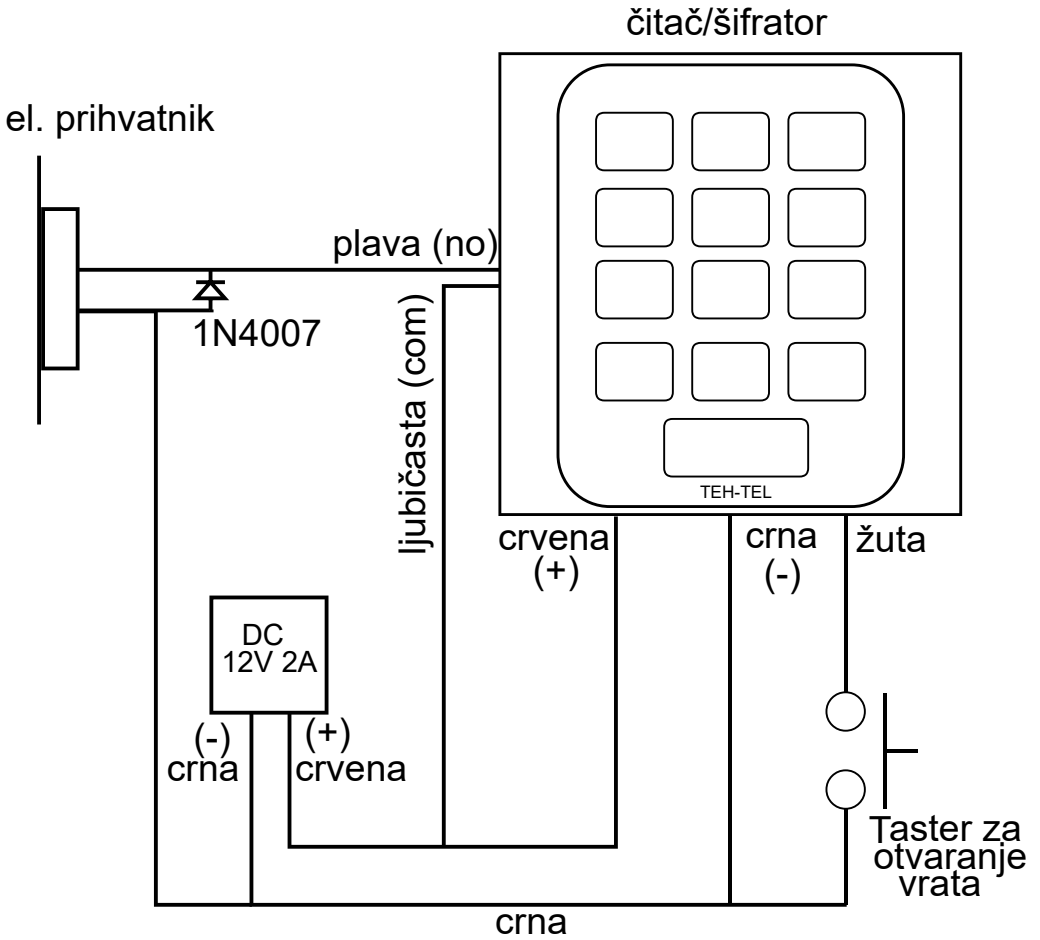 čitač/šifrator
el. prihvatnik
plava (no)
1N4007
ljubičasta (com)
TEH-TEL
crvena
(+)
crna
(-)
žuta
DC
12V 2A
(-)
crna
(+)
crvena
Taster za
otvaranje
vrata
crna